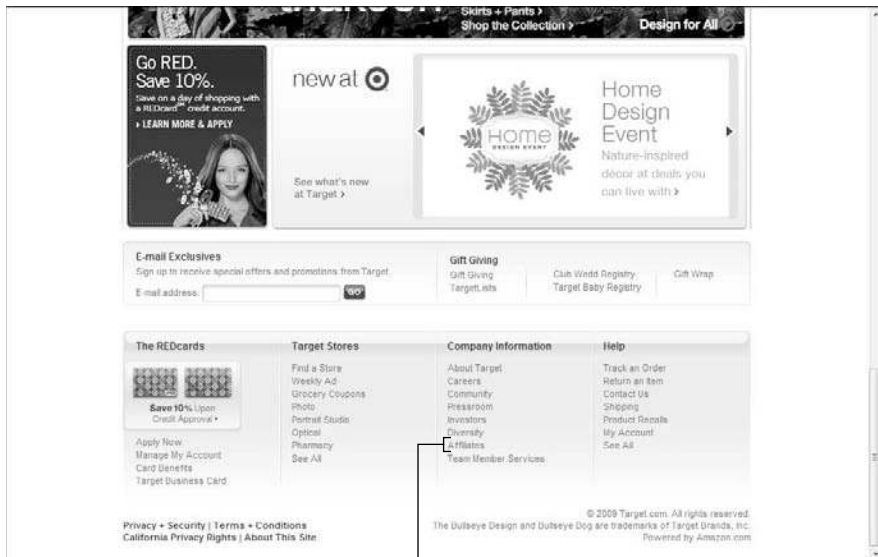 Skirts + Pants >
Shop the Collection >
Design for All
Go RED.
Save 10%.
Save on a day of shopping with
a REDcard℠ credit account.
› LEARN MORE & APPLY
new at
See what's new
at Target >
HOME
DESIGN EVENT
Home
Design
Event
Nature-inspired
décor at deals you
can live with >
E-mail Exclusives
Sign up to receive special offers and promotions from Target.
E-mail address:
GO
Gift Giving
Gift Giving
TargetLists
Club Wedd Registry
Target Baby Registry
Gift Wrap
The REDcards
Save 10% Upon
Credit Approval ›
Apply Now
Manage My Account
Card Benefits
Target Business Card
Target Stores
Find a Store
Weekly Ad
Grocery Coupons
Photo
Portrait Studio
Optical
Pharmacy
See All
Company Information
About Target
Careers
Community
Pressroom
Investors
Diversity
Affiliates
Team Member Services
Help
Track an Order
Return an Item
Contact Us
Shipping
Product Recalls
My Account
See All
Privacy + Security | Terms + Conditions
California Privacy Rights | About This Site
© 2009 Target.com. All rights reserved.
The Bullseye Design and Bullseye Dog are trademarks of Target Brands, Inc.
Powered by Amazon.com